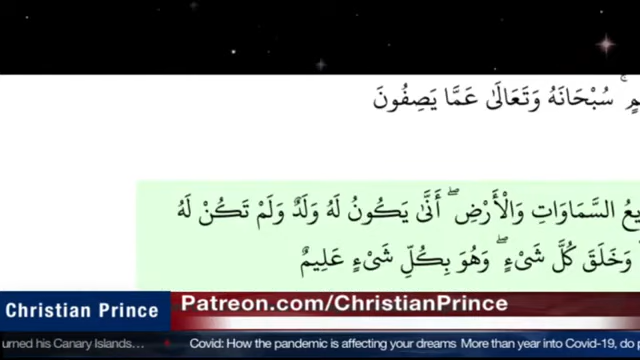 سُبْحَانَهُ وَتَعَالَىٰ عَمَّا يَصِفُونَ
السَّمَاوَاتِ وَالْأَرْضِ ۖ أَنَّىٰ يَكُونُ لَهُ وَلَدٌ وَلَمْ تَكُنْ لَهُ
وَخَلَقَ كُلَّ شَيْءٍ ۖ وَهُوَ بِكُلِّ شَيْءٍ عَلِيمٌ
Christian Prince
Patreon.com/ChristianPrince
urned his Canary Islands... Covid: How the pandemic is affecting your dreams More than year into Covid-19, do p